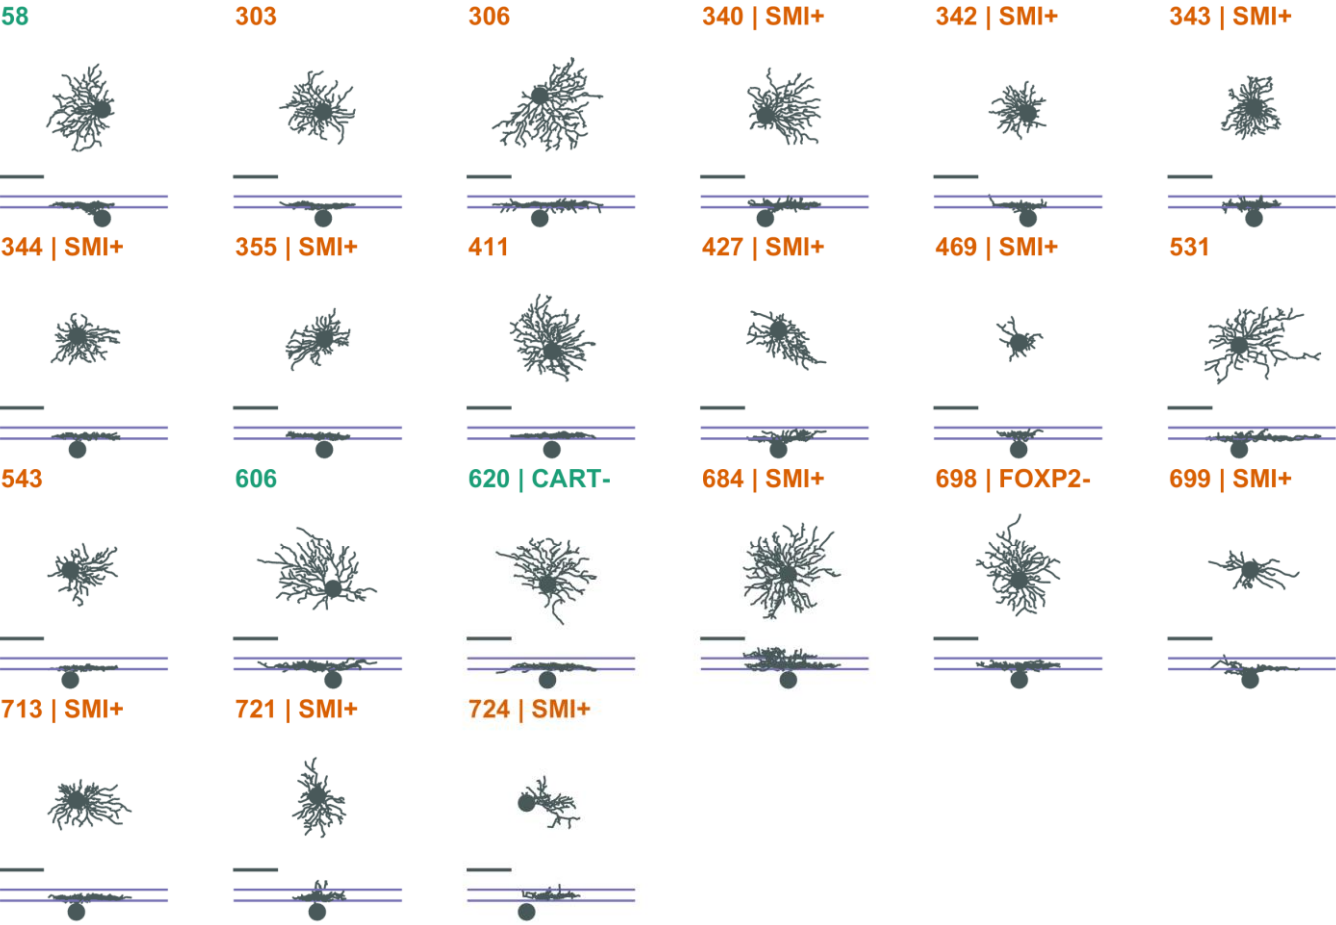 58 303 306 340 | SMI+ 342 | SMI+ 343 | SMI+
344 | SMI+ 355 | SMI+ 411 427 | SMI+ 469 | SMI+ 531
543 606 620 | CART- 684 | SMI+ 698 | FOXP2- 699 | SMI+
713 | SMI+ 721 | SMI+ 724 | SMI+